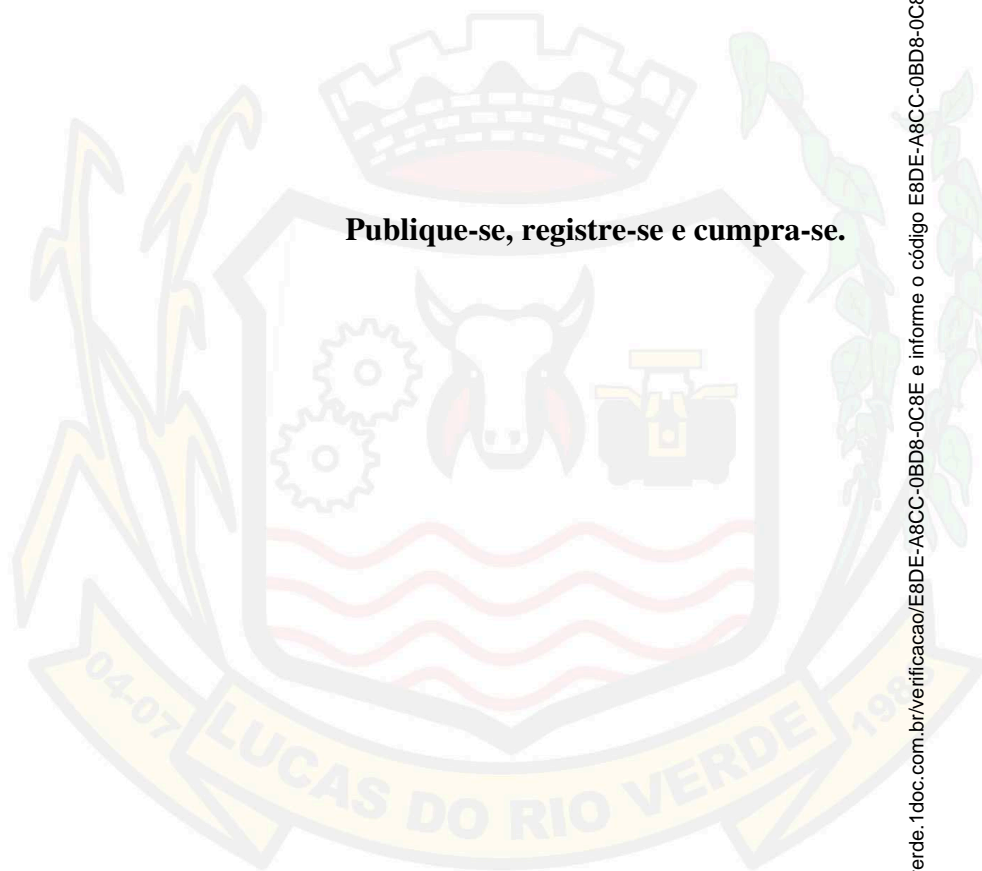 Publique-se, registre-se e cumpra-se.
04-07
LUCAS DO RIO VERDE
1988
erde.1doc.com.br/verificacao/E8DE-A8CC-0BD8-0C8E e informe o código E8DE-A8CC-0BD8-0C8